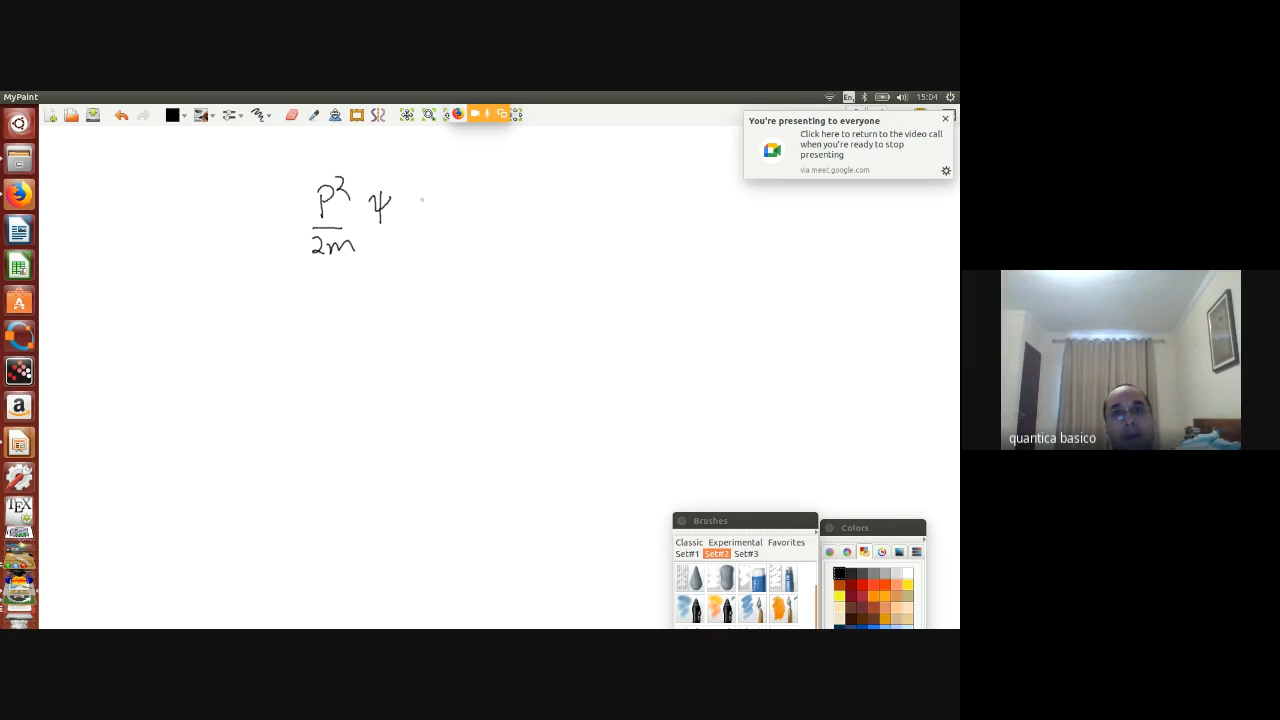 MyPaint
En
15:04
You're presenting to everyone
Click here to return to the video call
when you're ready to stop
presenting
via meet.google.com
P² ψ
2m
quantica basico
Brushes
Colors
Classic Experimental Favorites
Set#1 Set#2 Set#3
TEX